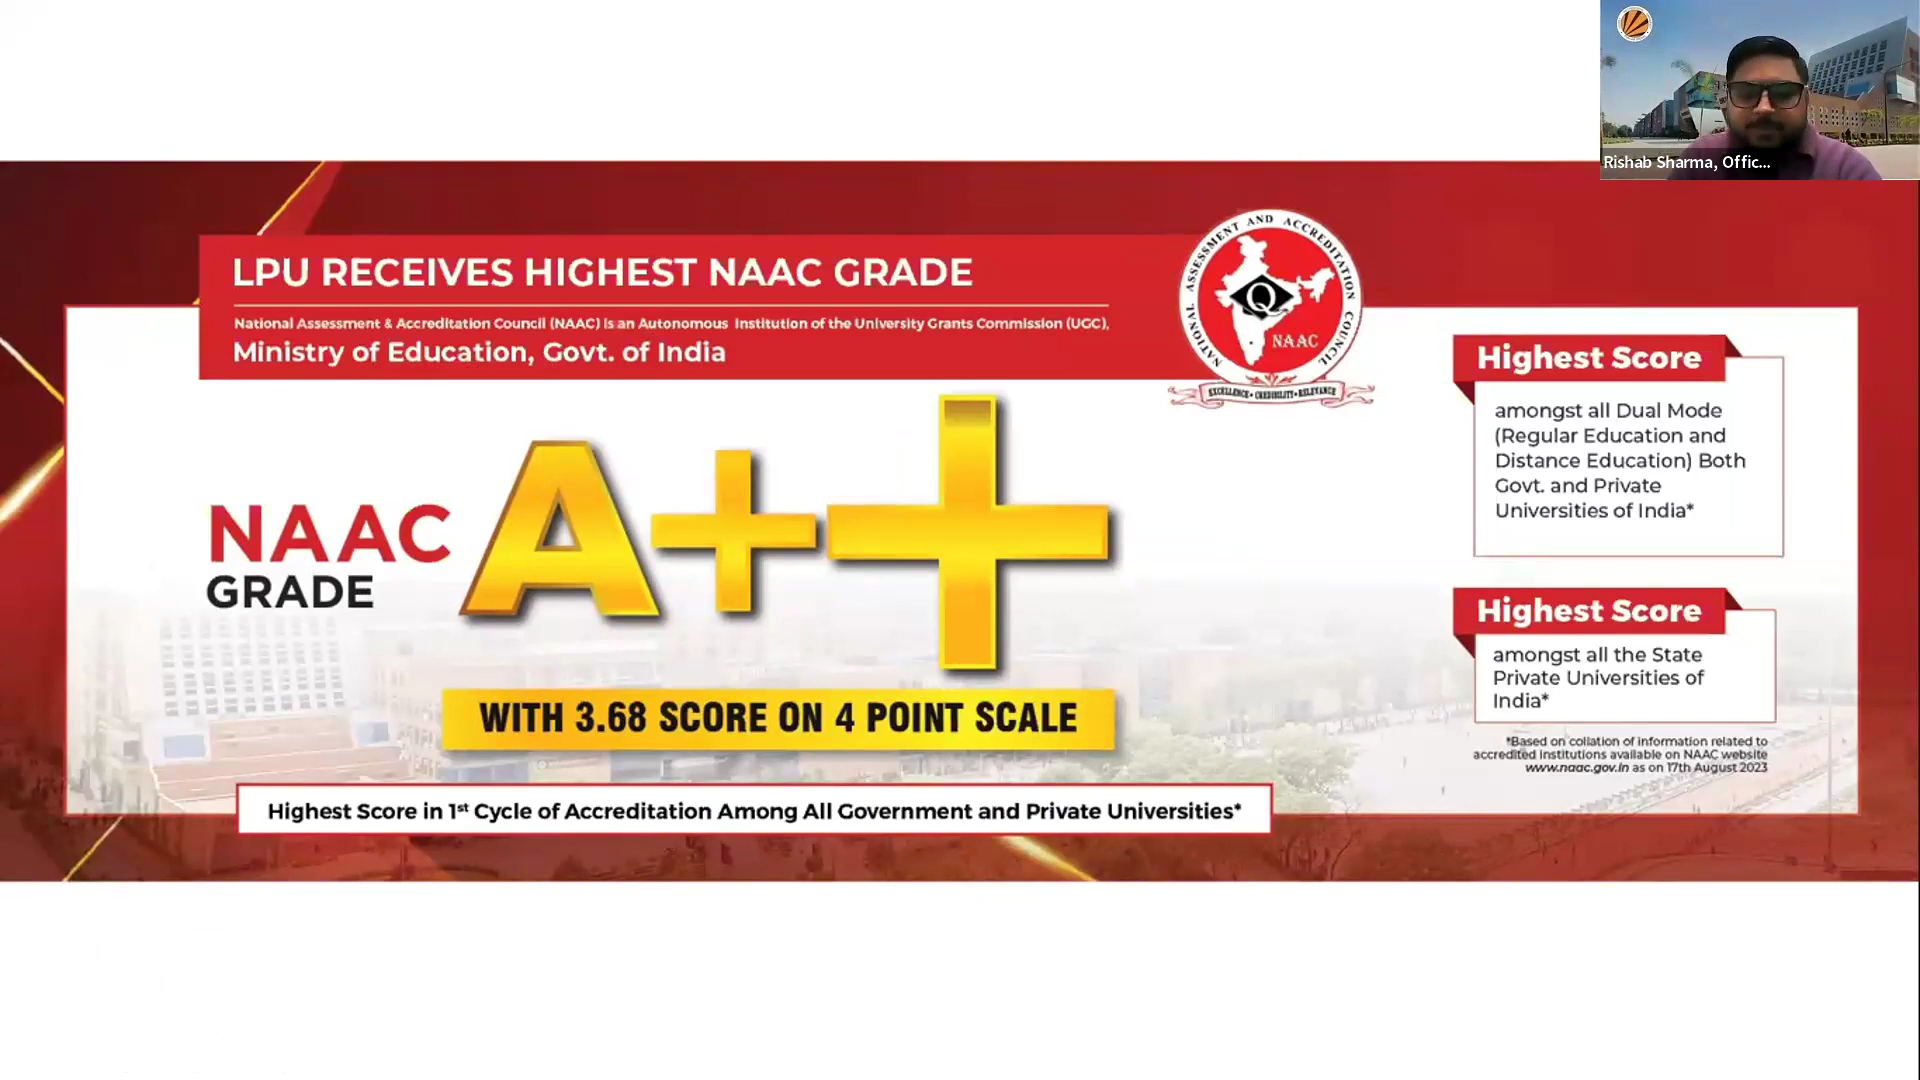 Rishab Sharma, Offic...
LPU RECEIVES HIGHEST NAAC GRADE
National Assessment & Accreditation Council (NAAC) is an Autonomous Institution of the University Grants Commission (UGC),
Ministry of Education, Govt. of India
NATIONAL ASSESSMENT AND ACCREDITATION COUNCIL
Q
NAAC
EXCELLENCE • CREDIBILITY • RELEVANCE
NAAC
GRADE
A++
WITH 3.68 SCORE ON 4 POINT SCALE
Highest Score in 1st Cycle of Accreditation Among All Government and Private Universities*
Highest Score
amongst all Dual Mode
(Regular Education and
Distance Education) Both
Govt. and Private
Universities of India*
Highest Score
amongst all the State
Private Universities of
India*
*Based on collation of information related to
accredited institutions available on NAAC website
www.naac.gov.in as on 17th August 2023